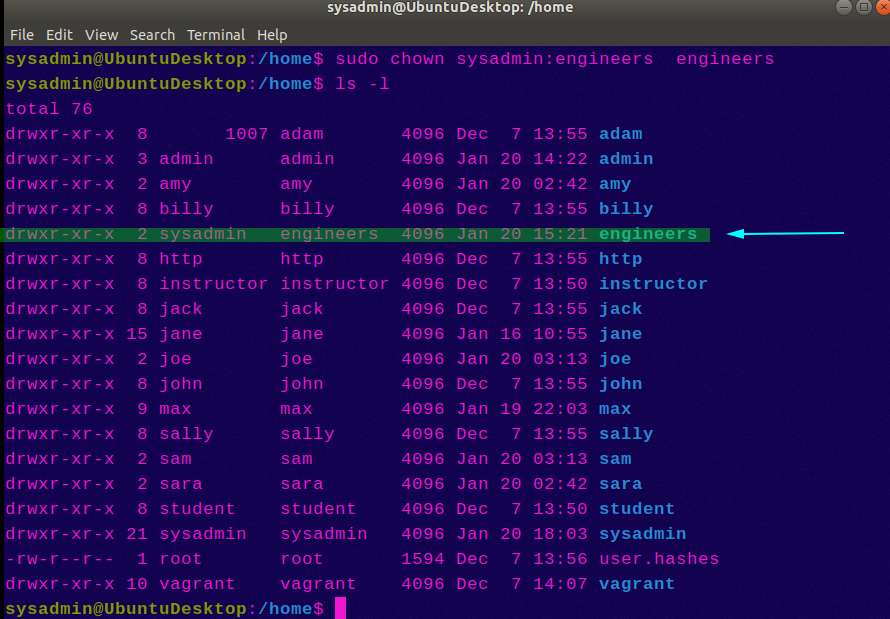 sysadmin@UbuntuDesktop: /home
File Edit View Search Terminal Help
sysadmin@UbuntuDesktop:/home$ sudo chown sysadmin:engineers  engineers
sysadmin@UbuntuDesktop:/home$ ls -l
total 76
drwxr-xr-x  8       1007 adam       4096 Dec  7 13:55 adam
drwxr-xr-x  3 admin      admin      4096 Jan 20 14:22 admin
drwxr-xr-x  2 amy        amy        4096 Jan 20 02:42 amy
drwxr-xr-x  8 billy      billy      4096 Dec  7 13:55 billy
drwxr-xr-x  2 sysadmin   engineers  4096 Jan 20 15:21 engineers
drwxr-xr-x  8 http       http       4096 Dec  7 13:55 http
drwxr-xr-x  8 instructor instructor 4096 Dec  7 13:50 instructor
drwxr-xr-x  8 jack       jack       4096 Dec  7 13:55 jack
drwxr-xr-x 15 jane       jane       4096 Jan 16 10:55 jane
drwxr-xr-x  2 joe        joe        4096 Jan 20 03:13 joe
drwxr-xr-x  8 john       john       4096 Dec  7 13:55 john
drwxr-xr-x  9 max        max        4096 Jan 19 22:03 max
drwxr-xr-x  8 sally      sally      4096 Dec  7 13:55 sally
drwxr-xr-x  2 sam        sam        4096 Jan 20 03:13 sam
drwxr-xr-x  2 sara       sara       4096 Jan 20 02:42 sara
drwxr-xr-x  8 student    student    4096 Dec  7 13:50 student
drwxr-xr-x 21 sysadmin   sysadmin   4096 Jan 20 18:03 sysadmin
-rw-r--r--  1 root       root       1594 Dec  7 13:56 user.hashes
drwxr-xr-x 10 vagrant    vagrant    4096 Dec  7 14:07 vagrant
sysadmin@UbuntuDesktop:/home$